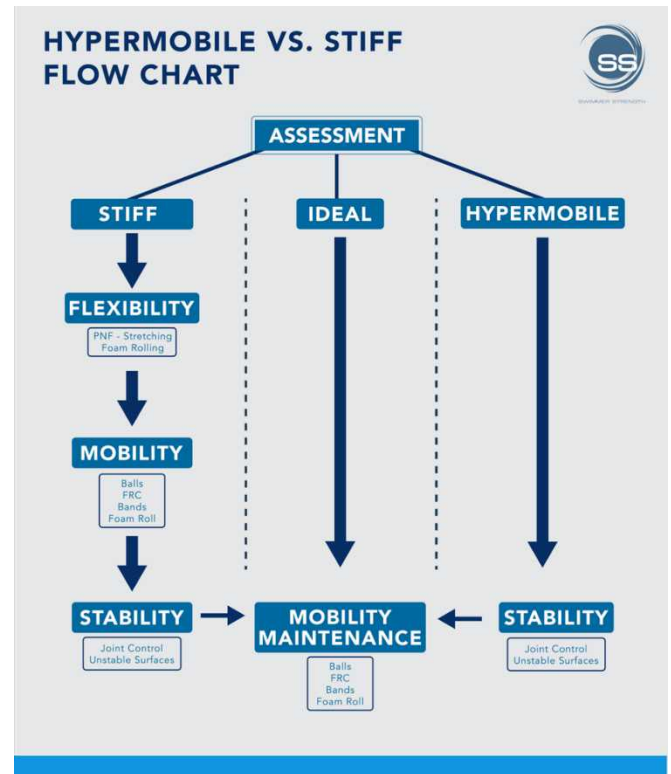 HYPERMOBILE VS. STIFF
FLOW CHART
SS
SWIMMER STRENGTH
ASSESSMENT
STIFF
IDEAL
HYPERMOBILE
FLEXIBILITY
PNF - Stretching
Foam Rolling
MOBILITY
Balls
FRC
Bands
Foam Roll
STABILITY
Joint Control
Unstable Surfaces
MOBILITY
MAINTENANCE
Balls
FRC
Bands
Foam Roll
STABILITY
Joint Control
Unstable Surfaces